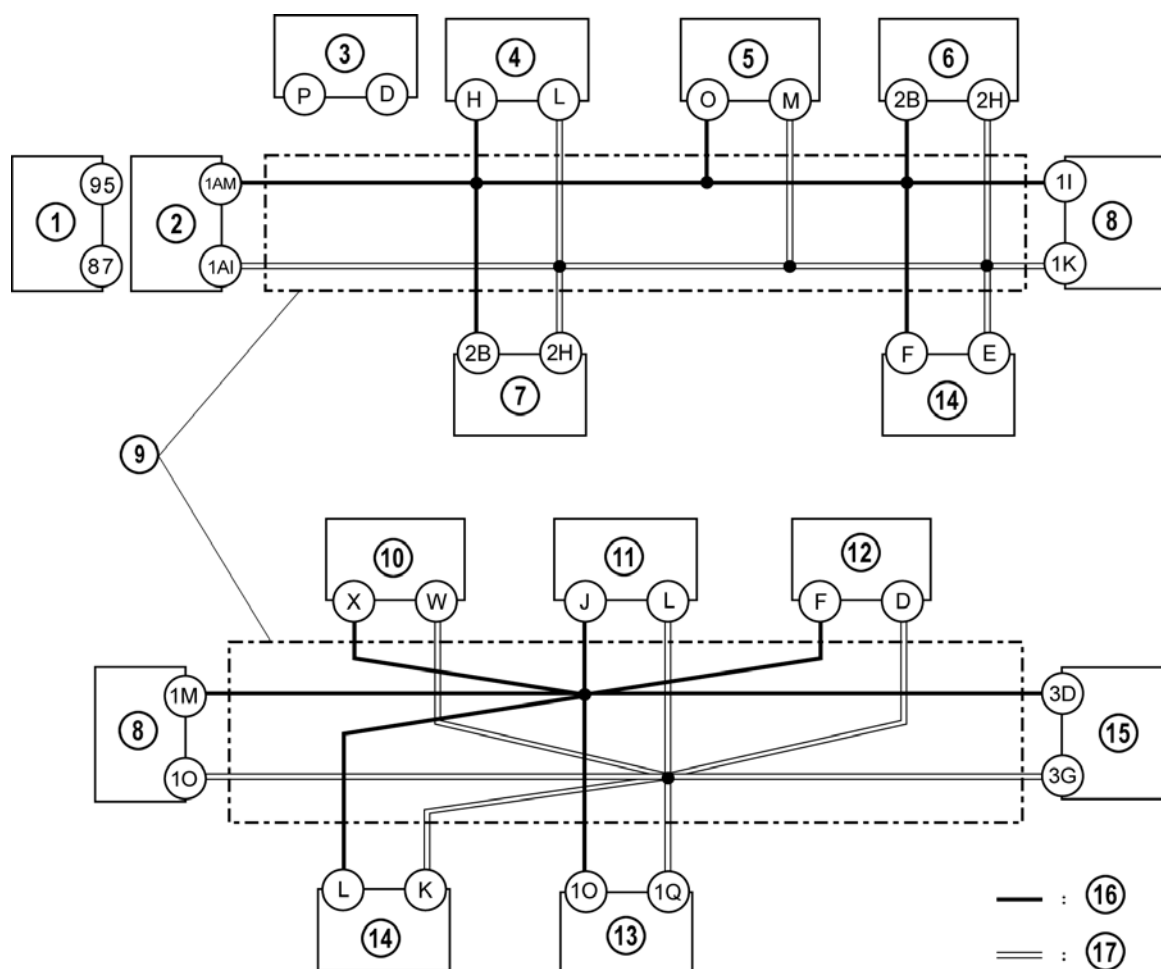 3 4 5 6
P D H L O M 2B 2H
95 1AM 1I
1 2 8
87 1AI 1K
2B 2H F E
7 14
9
10 11 12
X W J L F D
1M 3D
8 15
1O 3G
L K 1O 1Q
14 13
: 16
: 17